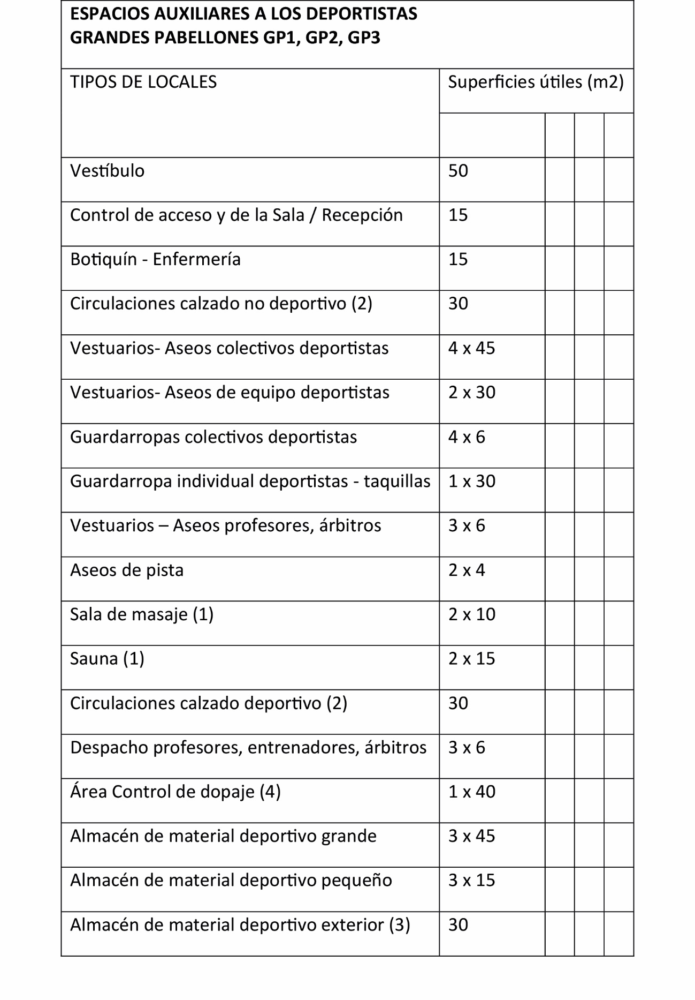 ESPACIOS AUXILIARES A LOS DEPORTISTAS
GRANDES PABELLONES GP1, GP2, GP3
TIPOS DE LOCALES
Superficies útiles (m2)
Vestíbulo 50
Control de acceso y de la Sala / Recepción 15
Botiquín - Enfermería 15
Circulaciones calzado no deportivo (2) 30
Vestuarios- Aseos colectivos deportistas 4 x 45
Vestuarios- Aseos de equipo deportistas 2 x 30
Guardarropas colectivos deportistas 4 x 6
Guardarropa individual deportistas - taquillas 1 x 30
Vestuarios – Aseos profesores, árbitros 3 x 6
Aseos de pista 2 x 4
Sala de masaje (1) 2 x 10
Sauna (1) 2 x 15
Circulaciones calzado deportivo (2) 30
Despacho profesores, entrenadores, árbitros 3 x 6
Área Control de dopaje (4) 1 x 40
Almacén de material deportivo grande 3 x 45
Almacén de material deportivo pequeño 3 x 15
Almacén de material deportivo exterior (3) 30